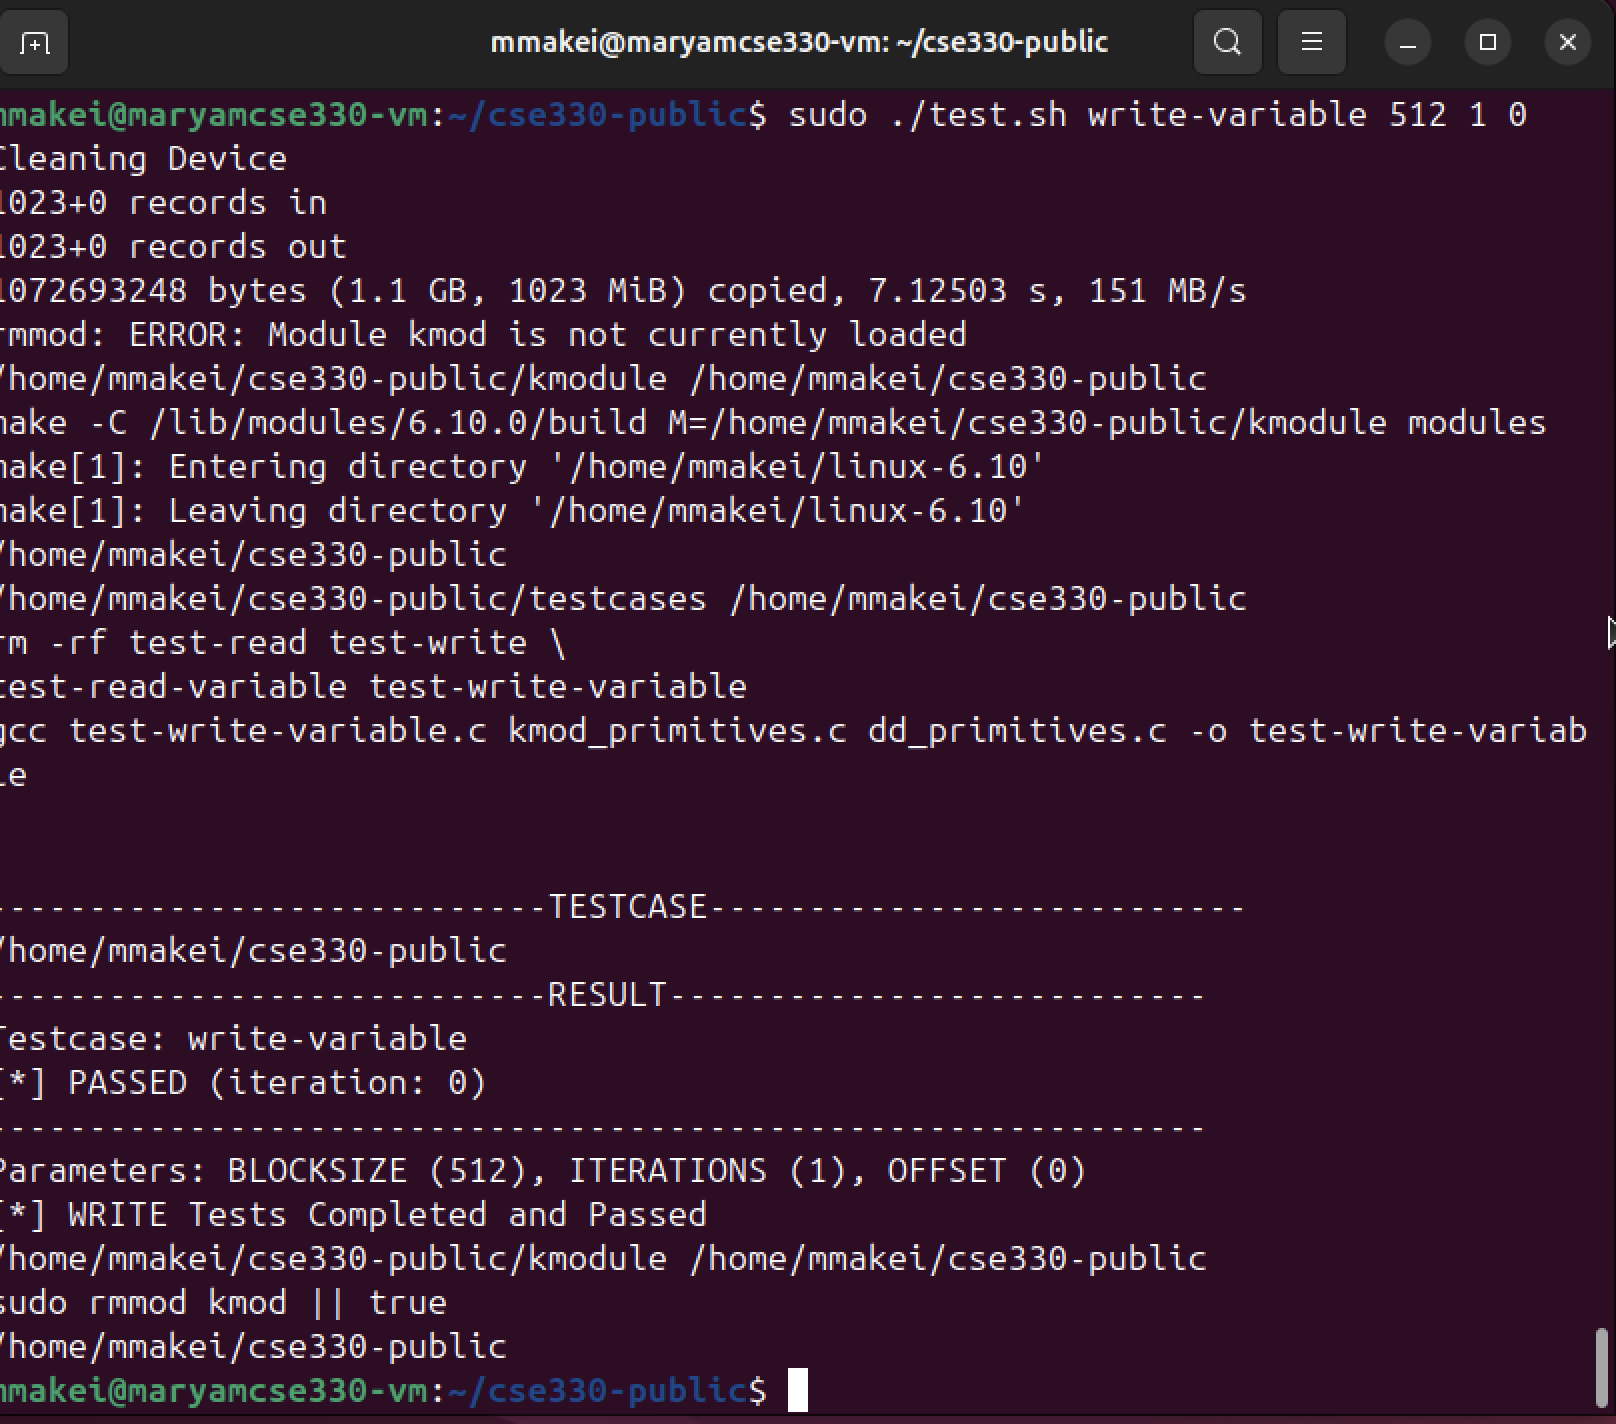 mmakei@maryamcse330-vm: ~/cse330-public
mmakei@maryamcse330-vm:~/cse330-public$ sudo ./test.sh write-variable 512 1 0
Cleaning Device
1023+0 records in
1023+0 records out
1072693248 bytes (1.1 GB, 1023 MiB) copied, 7.12503 s, 151 MB/s
rmmod: ERROR: Module kmod is not currently loaded
/home/mmakei/cse330-public/kmodule /home/mmakei/cse330-public
make -C /lib/modules/6.10.0/build M=/home/mmakei/cse330-public/kmodule modules
make[1]: Entering directory '/home/mmakei/linux-6.10'
make[1]: Leaving directory '/home/mmakei/linux-6.10'
/home/mmakei/cse330-public
/home/mmakei/cse330-public/testcases /home/mmakei/cse330-public
rm -rf test-read test-write \
test-read-variable test-write-variable
gcc test-write-variable.c kmod_primitives.c dd_primitives.c -o test-write-variab
le
----------------------------TESTCASE---------------------------
/home/mmakei/cse330-public
----------------------------RESULT---------------------------
Testcase: write-variable
[*] PASSED (iteration: 0)
-------------------------------------------------------------
Parameters: BLOCKSIZE (512), ITERATIONS (1), OFFSET (0)
[*] WRITE Tests Completed and Passed
/home/mmakei/cse330-public/kmodule /home/mmakei/cse330-public
sudo rmmod kmod || true
/home/mmakei/cse330-public
mmakei@maryamcse330-vm:~/cse330-public$